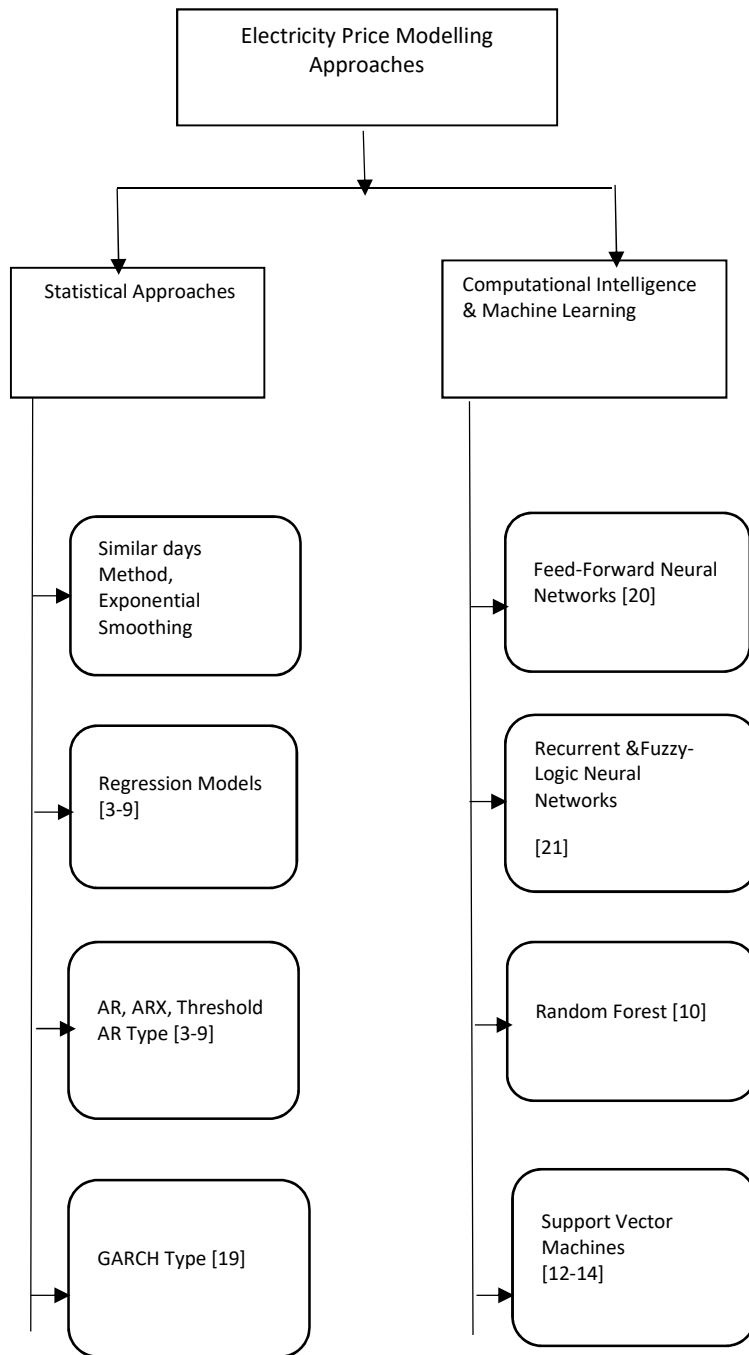 Electricity Price Modelling
Approaches
Statistical Approaches
Computational Intelligence
& Machine Learning
Similar days
Method,
Exponential
Smoothing
Feed-Forward Neural
Networks [20]
Regression Models
[3-9]
Recurrent &Fuzzy-
Logic Neural
Networks
[21]
AR, ARX, Threshold
AR Type [3-9]
Random Forest [10]
GARCH Type [19]
Support Vector
Machines
[12-14]